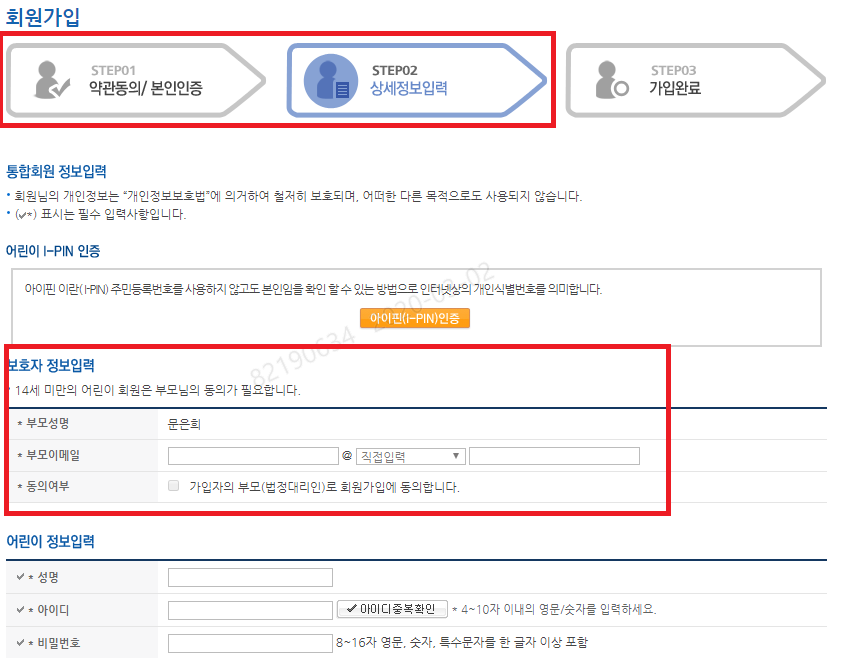 회원가입
STEP01
약관동의/ 본인인증
STEP02
상세정보입력
STEP03
가입완료
통합회원 정보입력
• 회원님의 개인정보는 “개인정보보호법”에 의거하여 철저히 보호되며, 어떠한 다른 목적으로도 사용되지 않습니다.
• (✔*) 표시는 필수 입력사항입니다.
어린이 I-PIN 인증
아이핀 이란(I-PIN) 주민등록번호를 사용하지 않고도 본인임을 확인 할 수 있는 방법으로 인터넷상의 개인식별번호를 의미합니다.
아이핀(I-PIN)인증
보호자 정보입력
• 14세 미만의 어린이 회원은 부모님의 동의가 필요합니다.
* 부모성명 문은희
* 부모이메일 @ 직접입력 ▼
* 동의여부 가입자의 부모(법정대리인)로 회원가입에 동의합니다.
어린이 정보입력
✔ * 성명
✔ * 아이디 ✔ 아이디중복확인 * 4~10자 이내의 영문/숫자를 입력하세요.
✔ * 비밀번호 8~16자 영문, 숫자, 특수문자를 한 글자 이상 포함